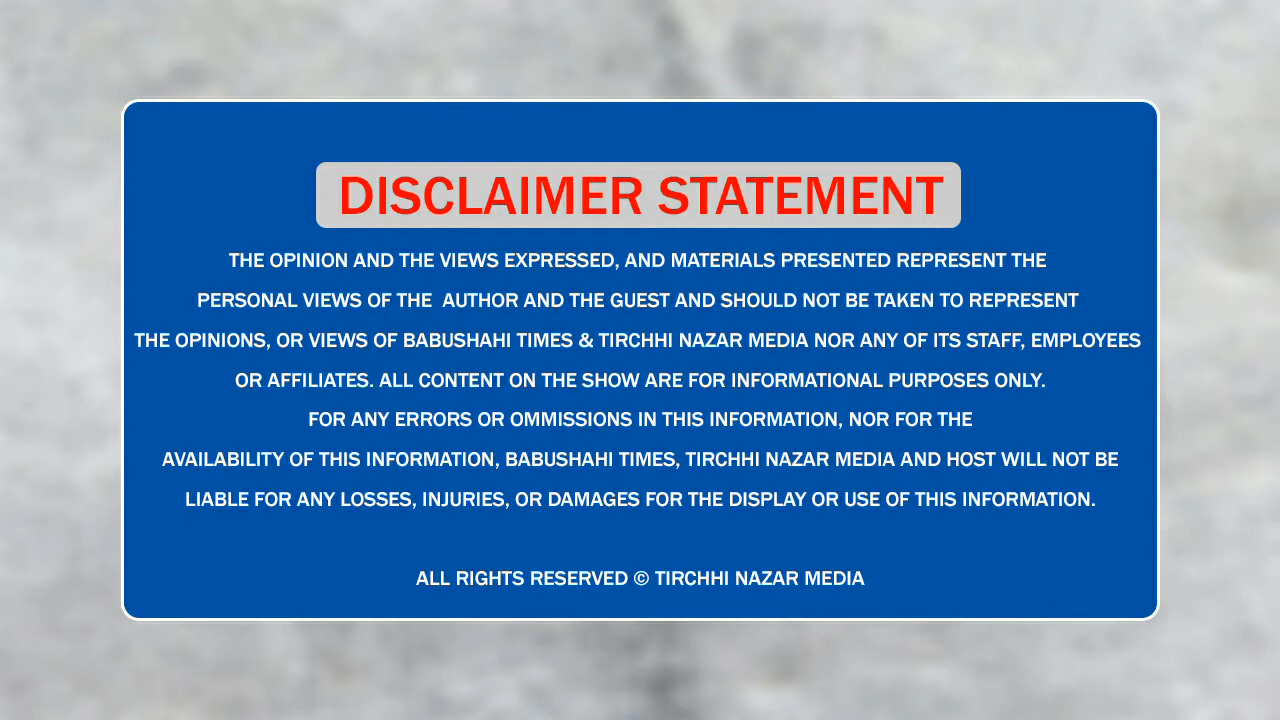 DISCLAIMER STATEMENT
THE OPINION AND THE VIEWS EXPRESSED, AND MATERIALS PRESENTED REPRESENT THE
PERSONAL VIEWS OF THE  AUTHOR AND THE GUEST AND SHOULD NOT BE TAKEN TO REPRESENT
THE OPINIONS, OR VIEWS OF BABUSHAHI TIMES & TIRCHHI NAZAR MEDIA NOR ANY OF ITS STAFF, EMPLOYEES
OR AFFILIATES. ALL CONTENT ON THE SHOW ARE FOR INFORMATIONAL PURPOSES ONLY.
FOR ANY ERRORS OR OMMISSIONS IN THIS INFORMATION, NOR FOR THE
AVAILABILITY OF THIS INFORMATION, BABUSHAHI TIMES, TIRCHHI NAZAR MEDIA AND HOST WILL NOT BE
LIABLE FOR ANY LOSSES, INJURIES, OR DAMAGES FOR THE DISPLAY OR USE OF THIS INFORMATION.
ALL RIGHTS RESERVED © TIRCHHI NAZAR MEDIA